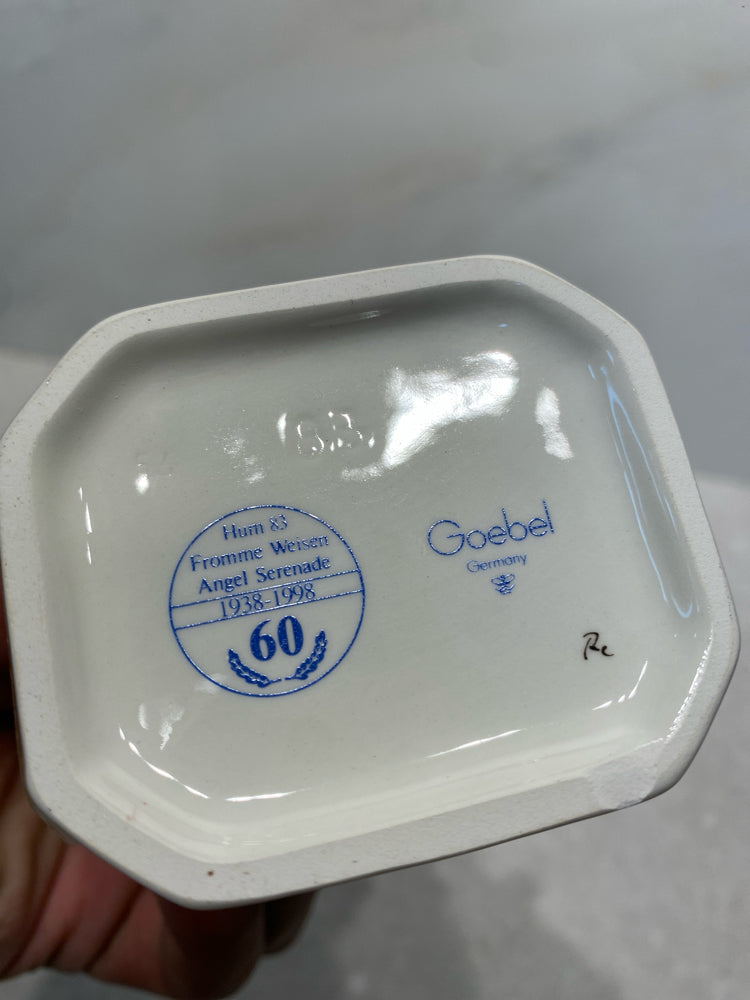 Hum 83
Fromme Weisen
Angel Serenade
1938-1998
60
Goebel
Germany